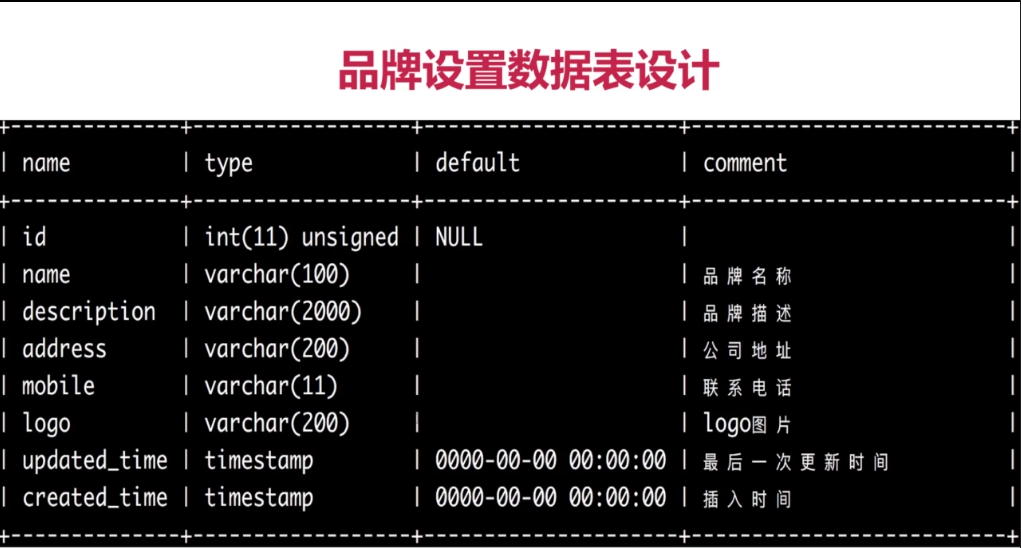 品牌设置数据表设计
+--------------+------------------+---------------------+--------------------------+
| name | type | default | comment |
+--------------+------------------+---------------------+--------------------------+
| id | int(11) unsigned | NULL | |
| name | varchar(100) | | 品牌名称 |
| description | varchar(2000) | | 品牌描述 |
| address | varchar(200) | | 公司地址 |
| mobile | varchar(11) | | 联系电话 |
| logo | varchar(200) | | logo图片 |
| updated_time | timestamp | 0000-00-00 00:00:00 | 最后一次更新时间 |
| created_time | timestamp | 0000-00-00 00:00:00 | 插入时间 |
+--------------+------------------+---------------------+--------------------------+